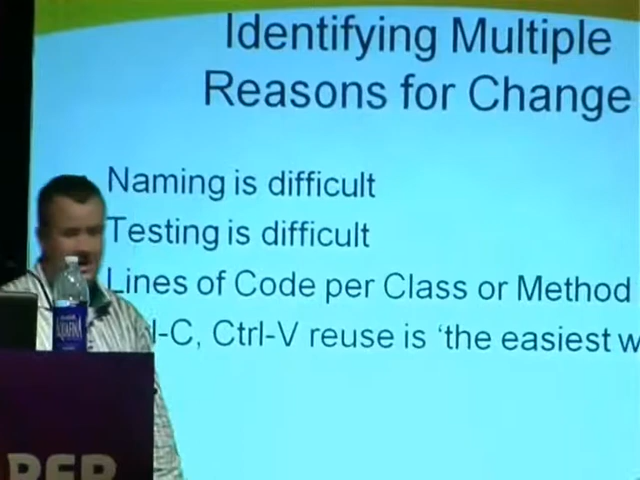 Identifying Multiple
Reasons for Change
Naming is difficult
Testing is difficult
Lines of Code per Class or Method
l-C, Ctrl-V reuse is ‘the easiest w
AQUAFINA